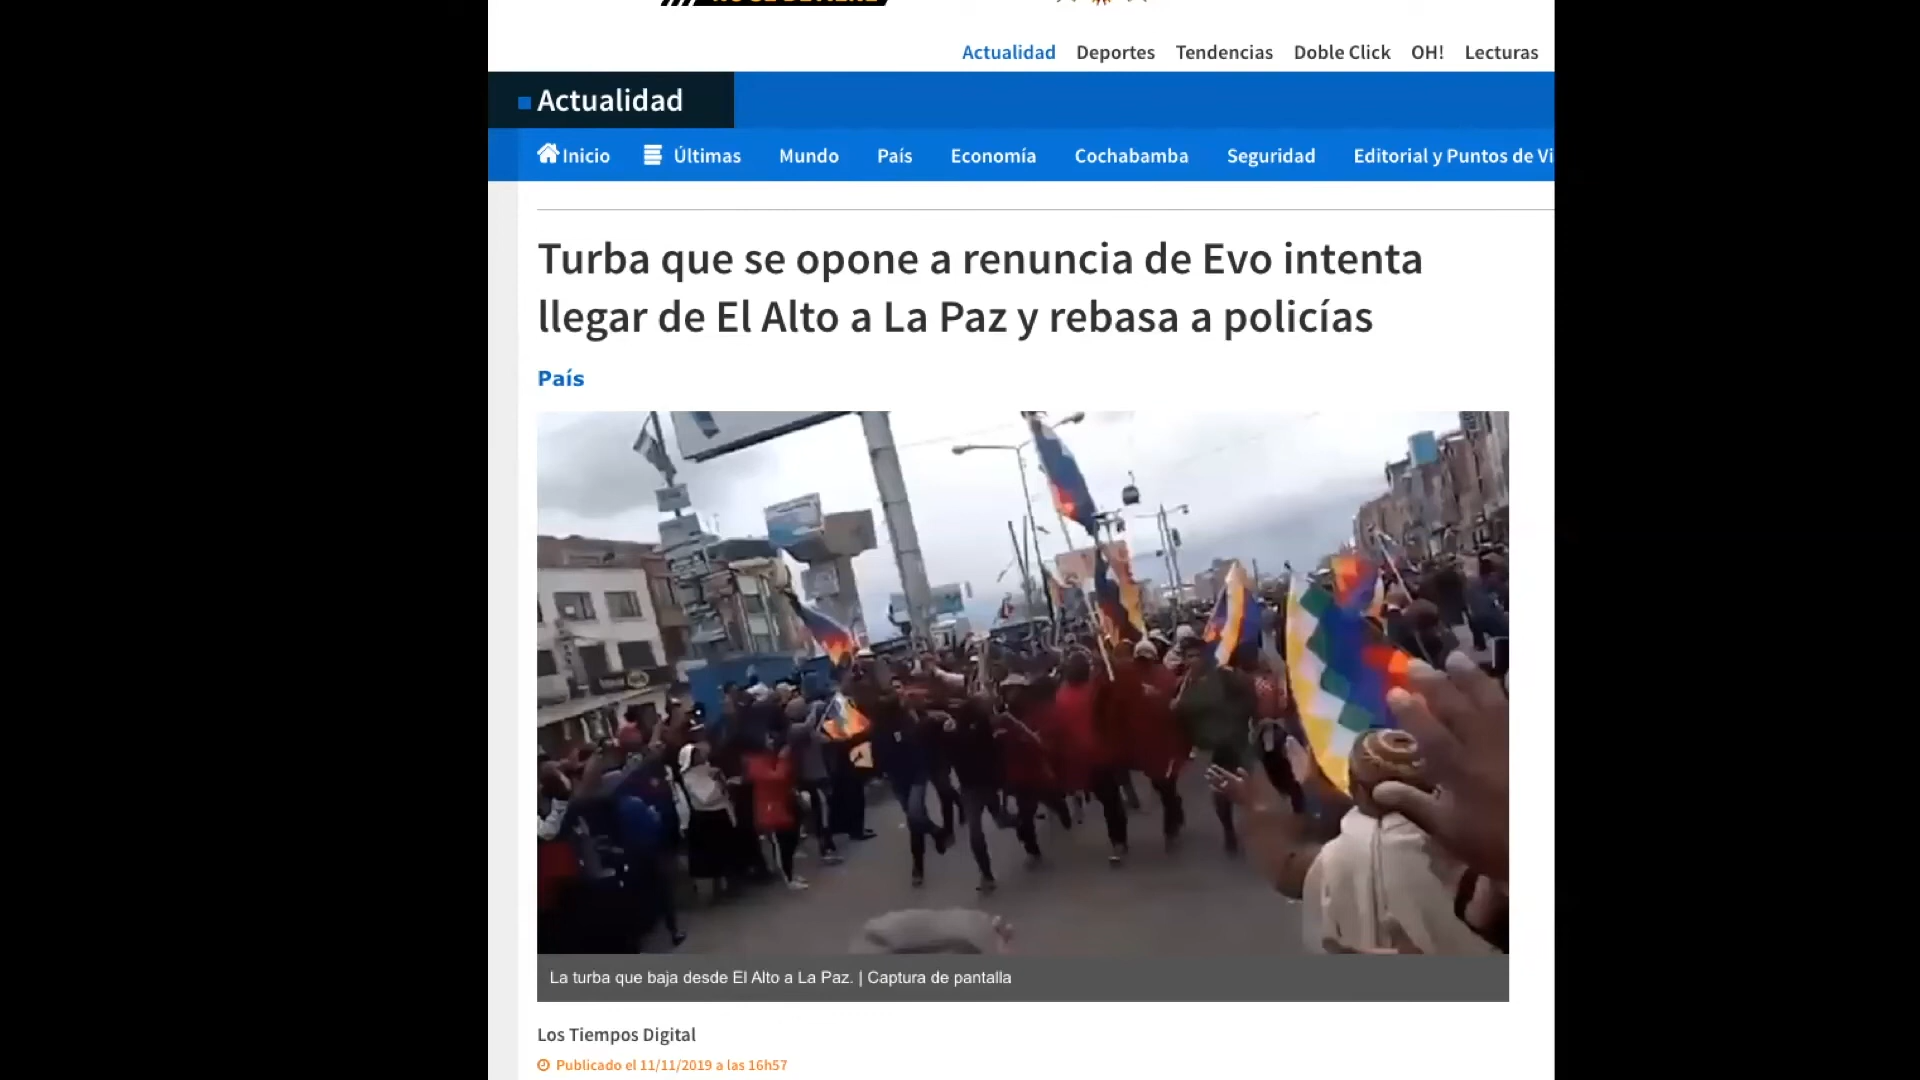 Actualidad Deportes Tendencias Doble Click OH! Lecturas
Actualidad
Inicio Últimas Mundo País Economía Cochabamba Seguridad Editorial y Puntos de Vi
Turba que se opone a renuncia de Evo intenta
llegar de El Alto a La Paz y rebasa a policías
País
La turba que baja desde El Alto a La Paz. | Captura de pantalla
Los Tiempos Digital
Publicado el 11/11/2019 a las 16h57